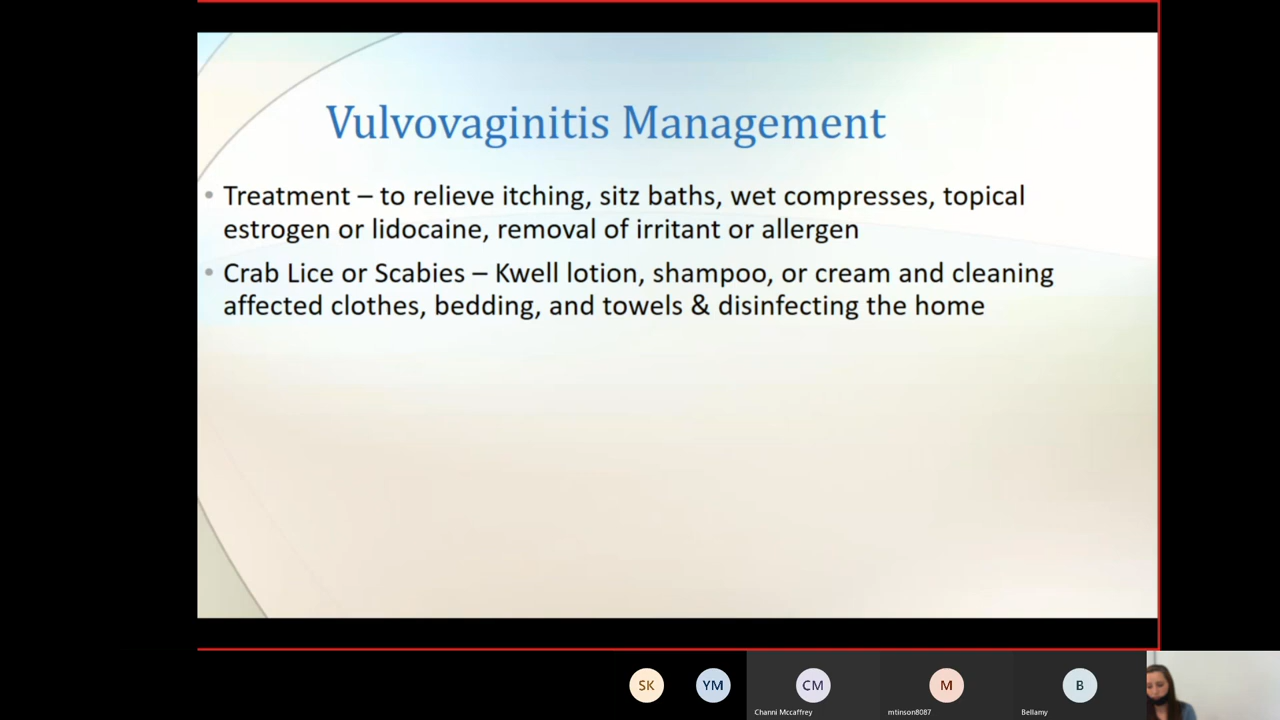 Vulvovaginitis Management
• Treatment – to relieve itching, sitz baths, wet compresses, topical
estrogen or lidocaine, removal of irritant or allergen
• Crab Lice or Scabies – Kwell lotion, shampoo, or cream and cleaning
affected clothes, bedding, and towels & disinfecting the home
SK
YM
CM
M
B
Channi Mccaffrey
mtinson8087
Bellamy